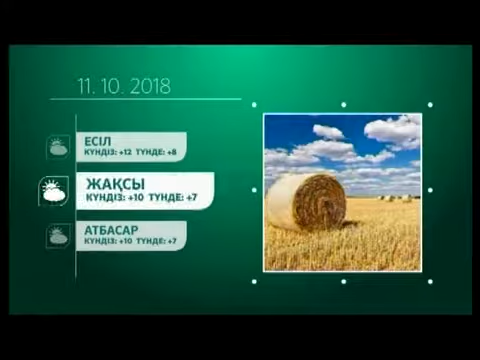 11. 10. 2018
ЕСІЛ
КҮНДІЗ: +12 ТҮНДЕ: +8
ЖАҚСЫ
КҮНДІЗ: +10 ТҮНДЕ: +7
АТБАСАР
КҮНДІЗ: +10 ТҮНДЕ: +7